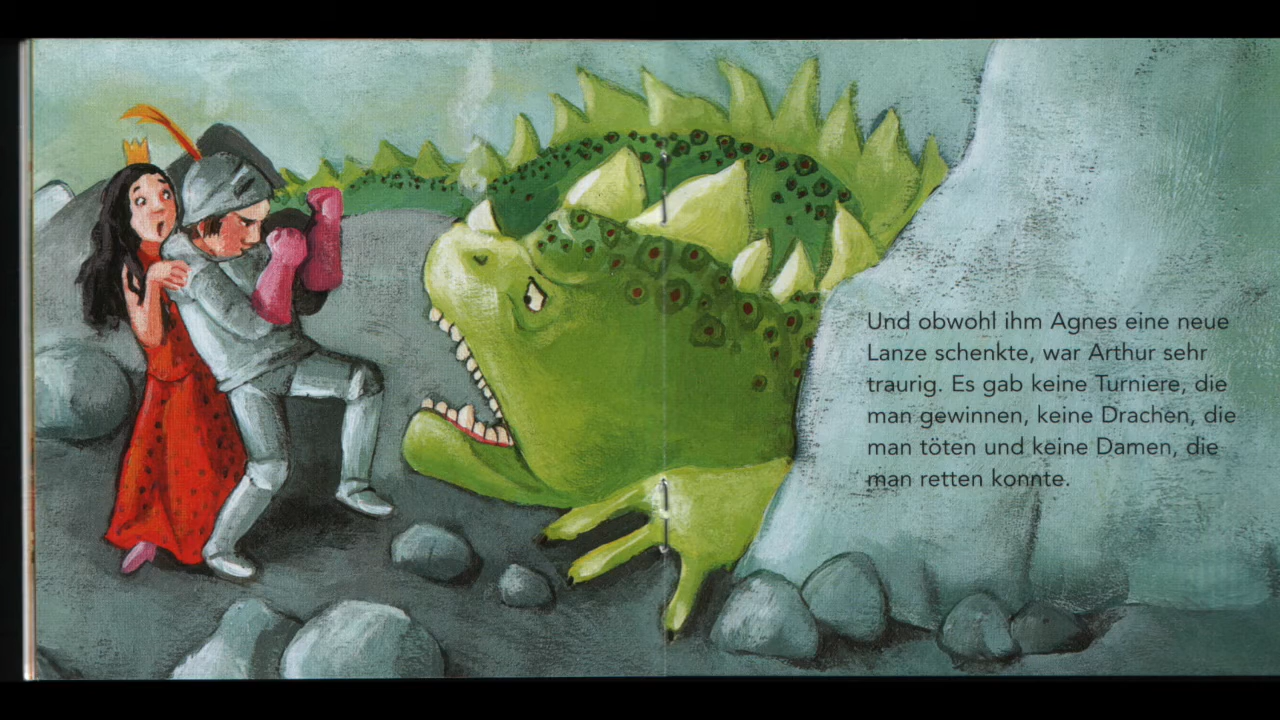 Und obwohl ihm Agnes eine neue
Lanze schenkte, war Arthur sehr
traurig. Es gab keine Turniere, die
man gewinnen, keine Drachen, die
man töten und keine Damen, die
man retten konnte.